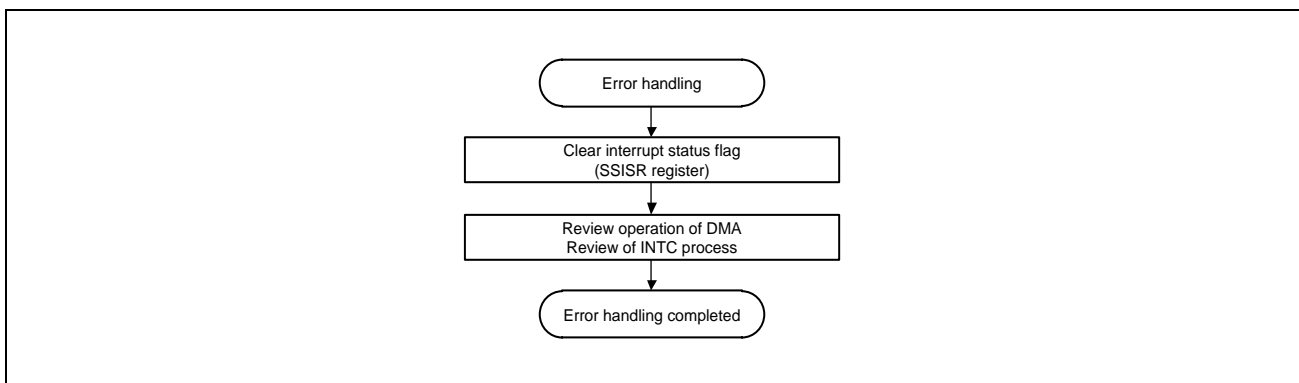 Error handling
Clear interrupt status flag
(SSISR register)
Review operation of DMA
Review of INTC process
Error handling completed